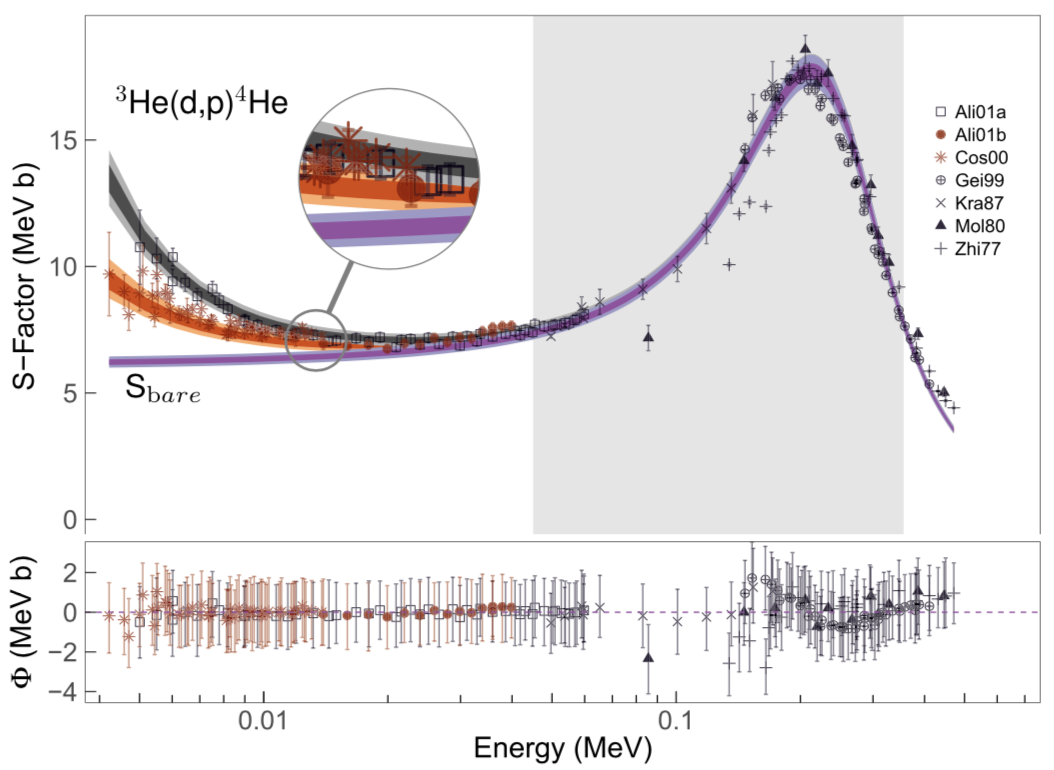 ³He(d,p)⁴He
S_bare
S−Factor (MeV b)
15
10
5
0
Ali01a
Ali01b
Cos00
Gei99
Kra87
Mol80
Zhi77
Φ (MeV b)
2
0
−2
−4
0.01
0.1
Energy (MeV)